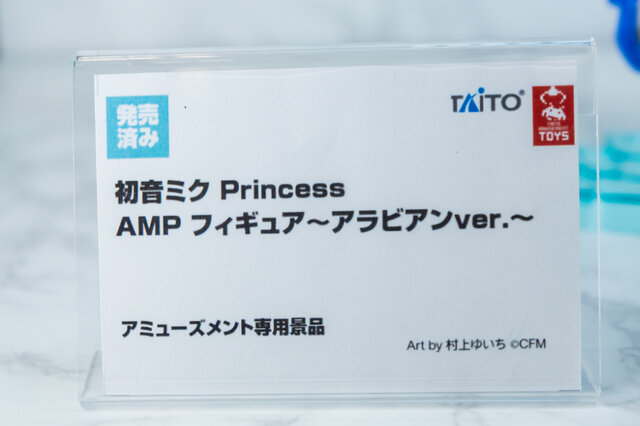 発売
済み
TAITO®
TAITO
AMUSEMENT
TOYS
初音ミク Princess
AMP フィギュア～アラビアンver.～
アミューズメント専用景品
Art by 村上ゆいち ©CFM